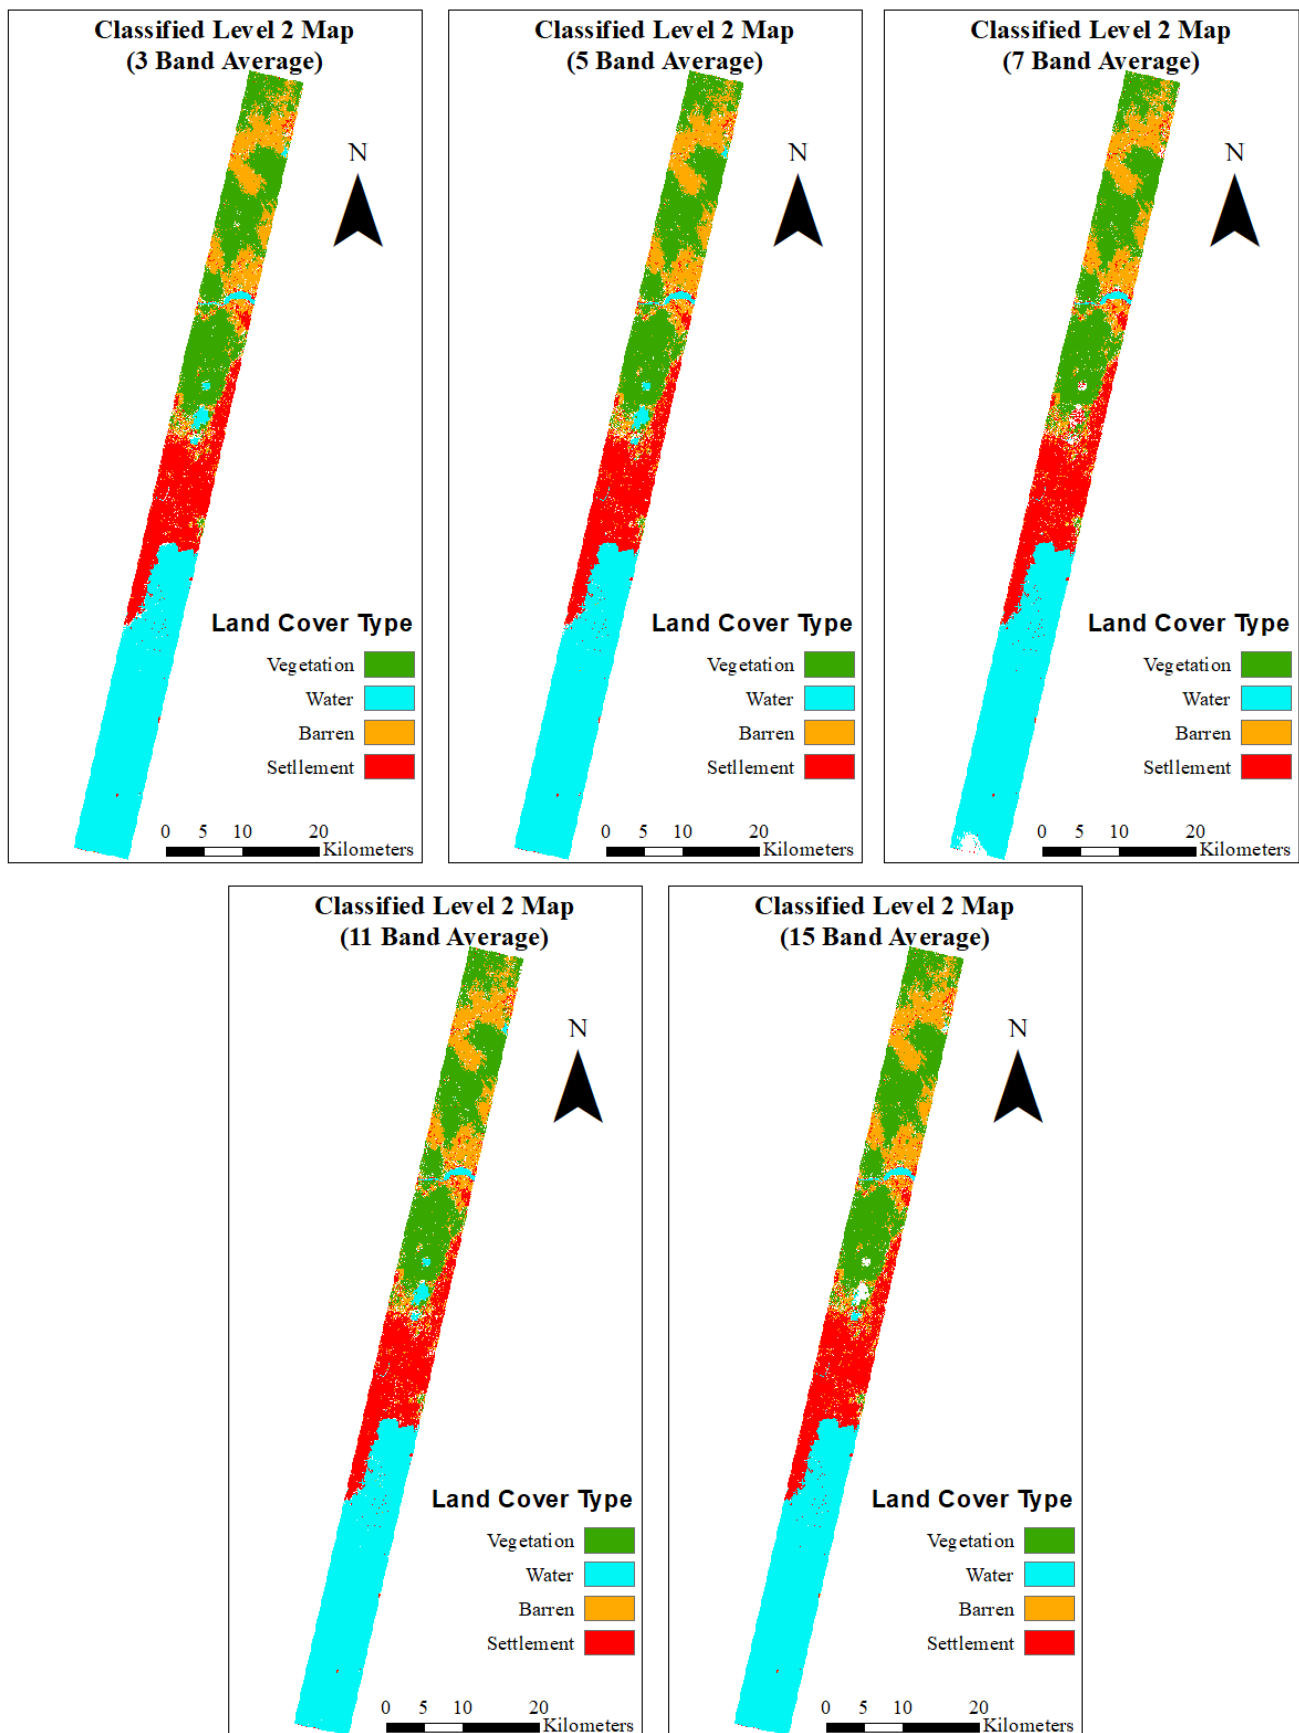 Classified Level 2 Map
(3 Band Average)
N
Land Cover Type
Vegetation
Water
Barren
Setllement
0 5 10 20
Kilometers
Classified Level 2 Map
(5 Band Average)
N
Land Cover Type
Vegetation
Water
Barren
Setllement
0 5 10 20
Kilometers
Classified Level 2 Map
(7 Band Average)
N
Land Cover Type
Vegetation
Water
Barren
Setllement
0 5 10 20
Kilometers
Classified Level 2 Map
(11 Band Average)
N
Land Cover Type
Vegetation
Water
Barren
Settlement
0 5 10 20
Kilometers
Classified Level 2 Map
(15 Band Average)
N
Land Cover Type
Vegetation
Water
Barren
Settlement
0 5 10 20
Kilometers